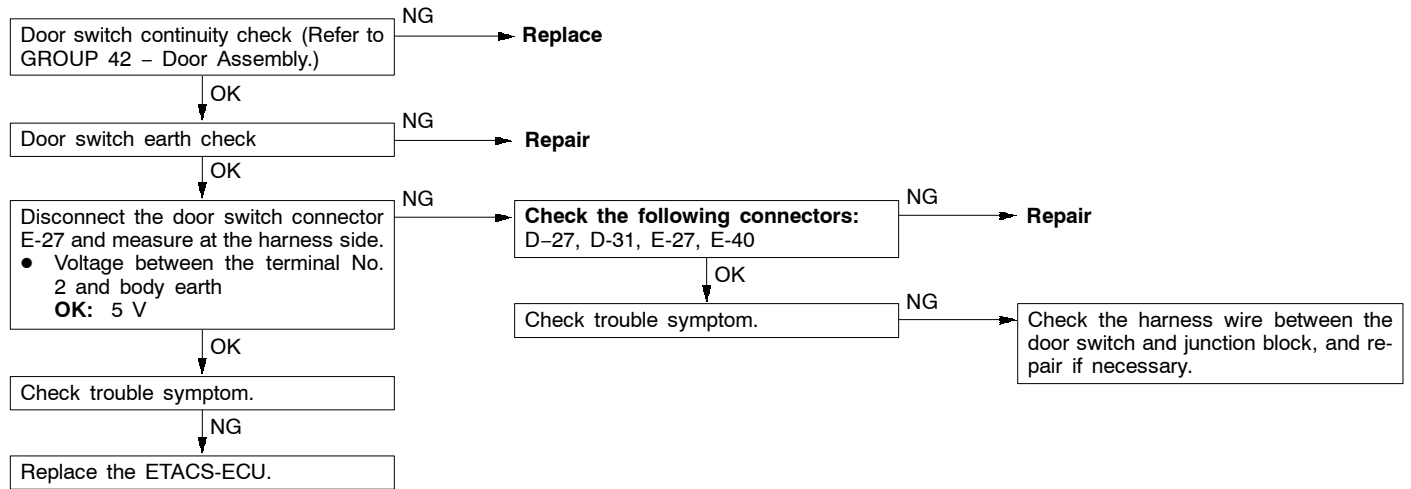 Door switch continuity check (Refer to
GROUP 42 – Door Assembly.)
NG
Replace
OK
Door switch earth check
NG
Repair
OK
Disconnect the door switch connector
E-27 and measure at the harness side.
● Voltage between the terminal No.
2 and body earth
OK: 5 V
NG
Check the following connectors:
D–27, D-31, E-27, E-40
NG
Repair
OK
Check trouble symptom.
NG
Check the harness wire between the
door switch and junction block, and re-
pair if necessary.
OK
Check trouble symptom.
NG
Replace the ETACS-ECU.